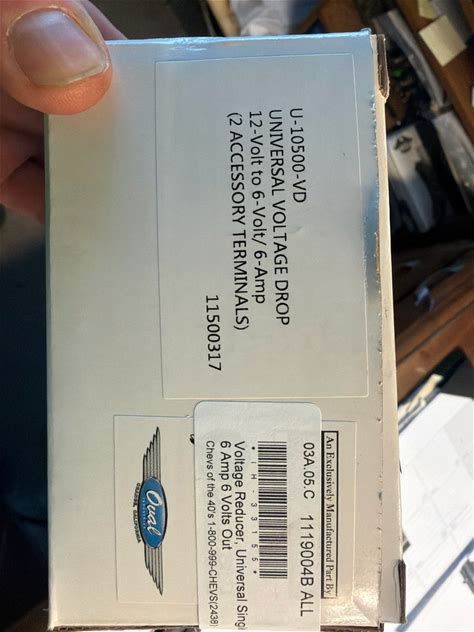 U-10500-VD
UNIVERSAL VOLTAGE DROP
12-Volt to 6-Volt/ 6-Amp
(2 ACCESSORY TERMINALS)
11500317
An Exclusively Manufactured Part By
Oval
03A.05.C 1119004B ALL
Voltage Reducer, Universal Singl
6 Amp 6 Volts Out
Chevs of the 40's 1-800-999-CHEVS(2438)